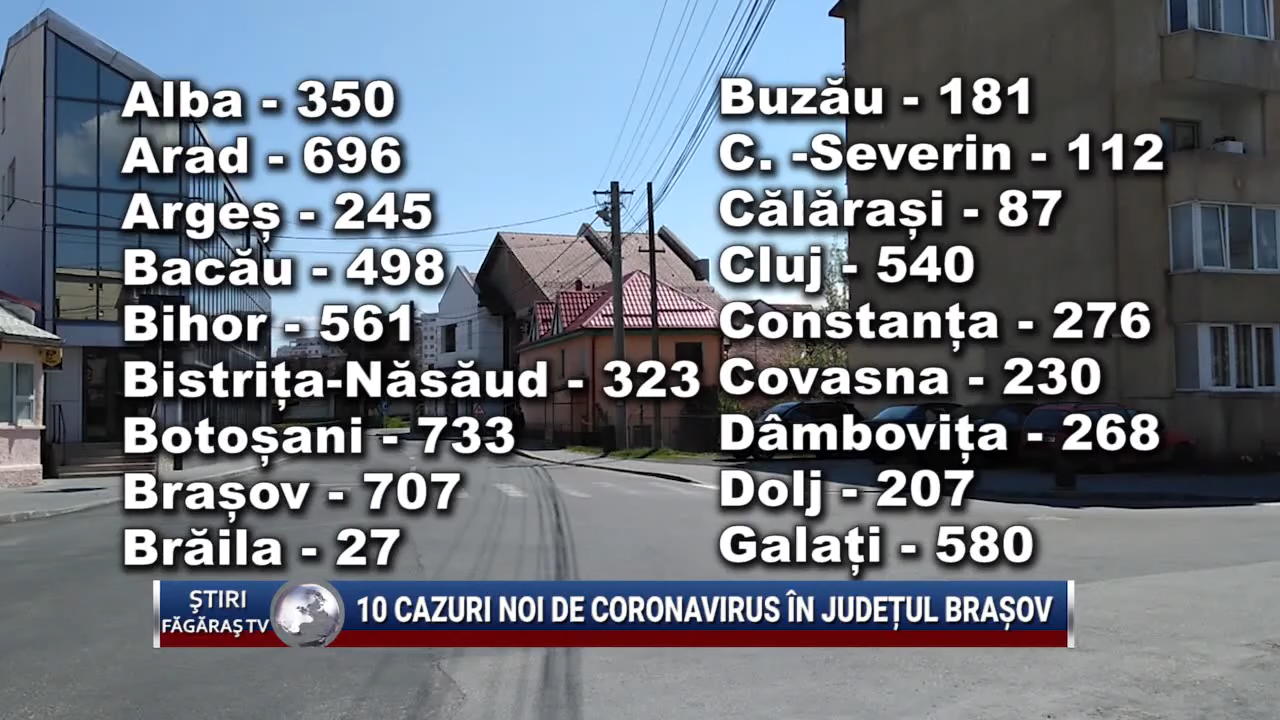 Alba - 350
Arad - 696
Argeș - 245
Bacău - 498
Bihor - 561
Bistrița-Năsăud - 323
Botoșani - 733
Brașov - 707
Brăila - 27
Buzău - 181
C. -Severin - 112
Călărași - 87
Cluj - 540
Constanța - 276
Covasna - 230
Dâmbovița - 268
Dolj - 207
Galați - 580
ŞTIRI
FĂGĂRAŞ TV
10 CAZURI NOI DE CORONAVIRUS ÎN JUDEȚUL BRAȘOV